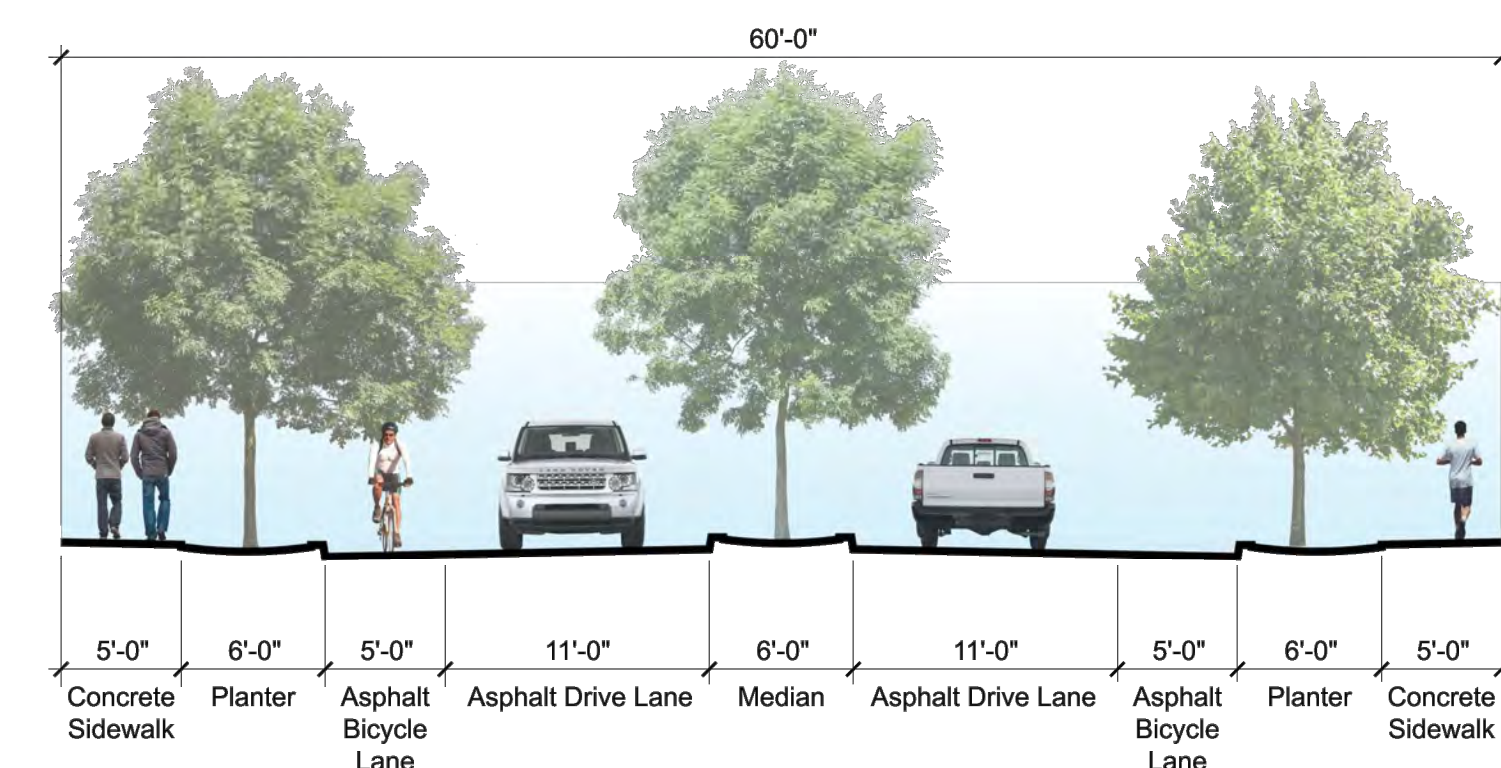 60'-0"
5'-0" 6'-0" 5'-0" 11'-0" 6'-0" 11'-0" 5'-0" 6'-0" 5'-0"
Concrete Planter Asphalt Asphalt Drive Lane Median Asphalt Drive Lane Asphalt Planter Concrete
Sidewalk Bicycle Bicycle Sidewalk
Lane Lane